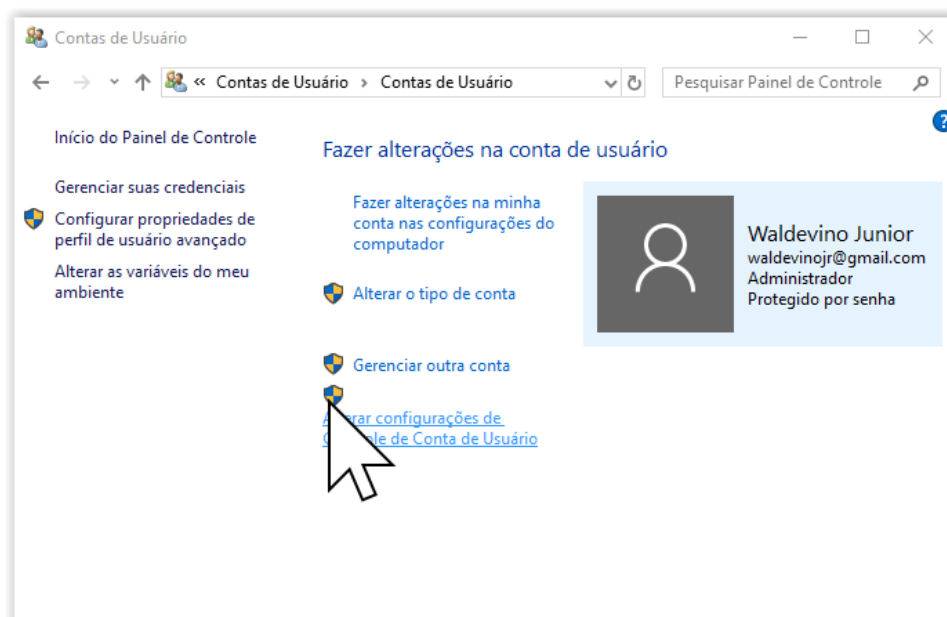 Contas de Usuário
« Contas de Usuário > Contas de Usuário
Pesquisar Painel de Controle
?
Início do Painel de Controle
Gerenciar suas credenciais
Configurar propriedades de
perfil de usuário avançado
Alterar as variáveis do meu
ambiente
Fazer alterações na conta de usuário
Fazer alterações na minha
conta nas configurações do
computador
Alterar o tipo de conta
Gerenciar outra conta
configurações de
de Conta de Usuário
Waldevino Junior
waldevinojr@gmail.com
Administrador
Protegido por senha